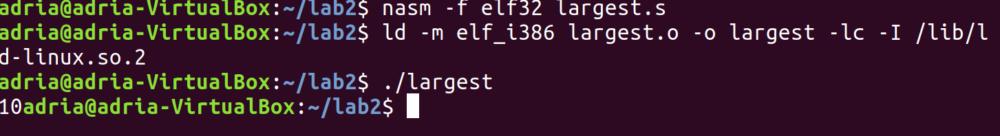 adria@adria-VirtualBox:~/lab2$ nasm -f elf32 largest.s
adria@adria-VirtualBox:~/lab2$ ld -m elf_i386 largest.o -o largest -lc -I /lib/l
d-linux.so.2
adria@adria-VirtualBox:~/lab2$ ./largest
10adria@adria-VirtualBox:~/lab2$